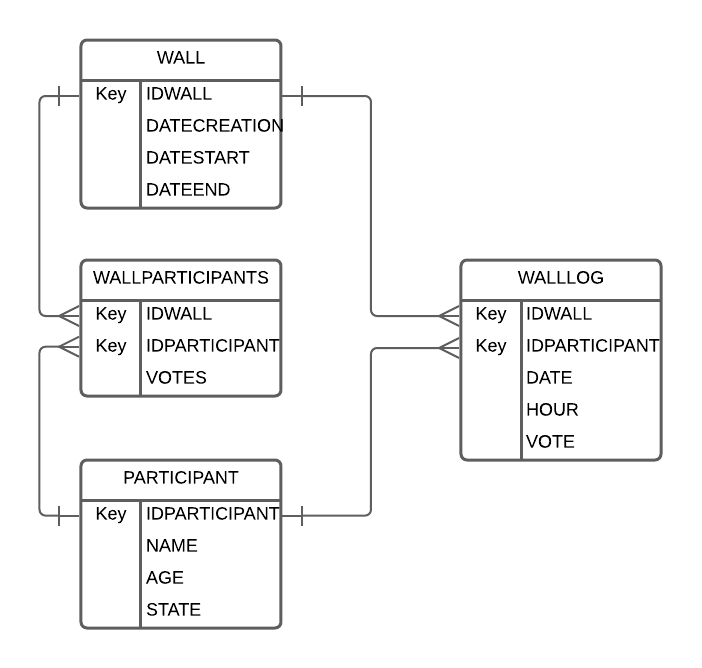 WALL
Key IDWALL
DATECREATION
DATESTART
DATEEND
WALLPARTICIPANTS
Key IDWALL
Key IDPARTICIPANT
VOTES
PARTICIPANT
Key IDPARTICIPANT
NAME
AGE
STATE
WALLLOG
Key IDWALL
Key IDPARTICIPANT
DATE
HOUR
VOTE